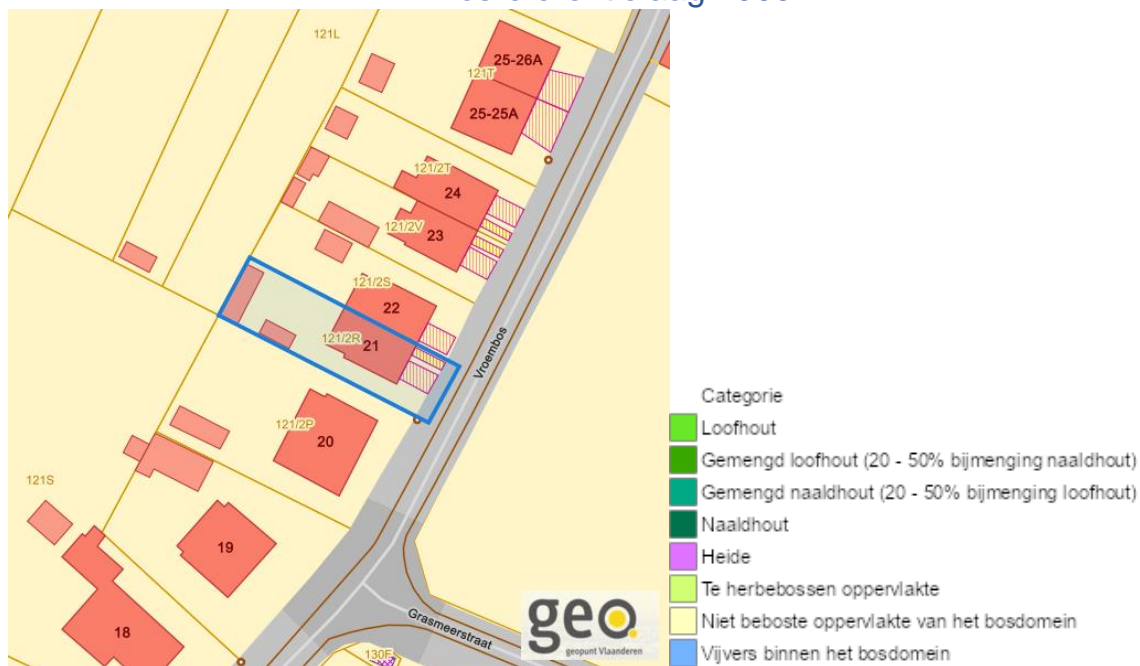 121L
25-26A
121T
25-25A
121/2T
24
121/2V
23
121/2S
22
121/2R
21
Vroembos
121/2P
20
121S
19
18
Grasmeerstraat
130F
geo
geopunt Vlaanderen
Categorie
Loofhout
Gemengd loofhout (20 - 50% bijmenging naaldhout)
Gemengd naaldhout (20 - 50% bijmenging loofhout)
Naaldhout
Heide
Te herbebossen oppervlakte
Niet beboste oppervlakte van het bosdomein
Vijvers binnen het bosdomein